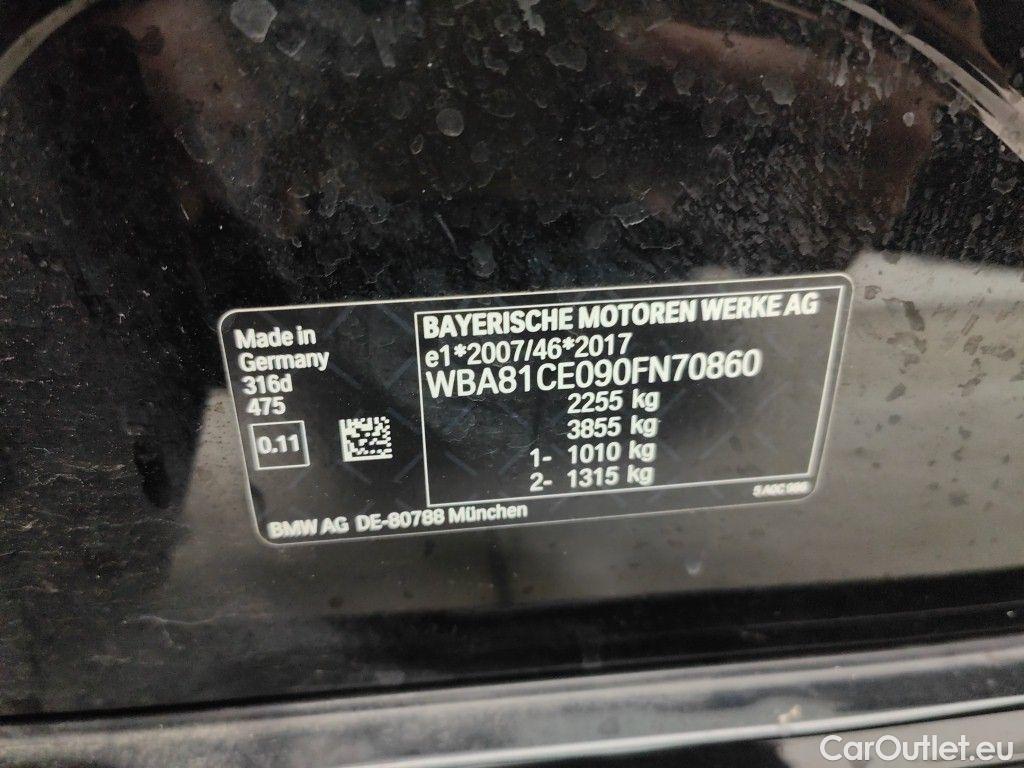 Made in
Germany
316d
475
0.11
BAYERISCHE MOTOREN WERKE AG
e1*2007/46*2017
WBA81CE090FN70860
2255 kg
3855 kg
1- 1010 kg
2- 1315 kg
BMW AG DE-80788 München
CarOutlet.eu